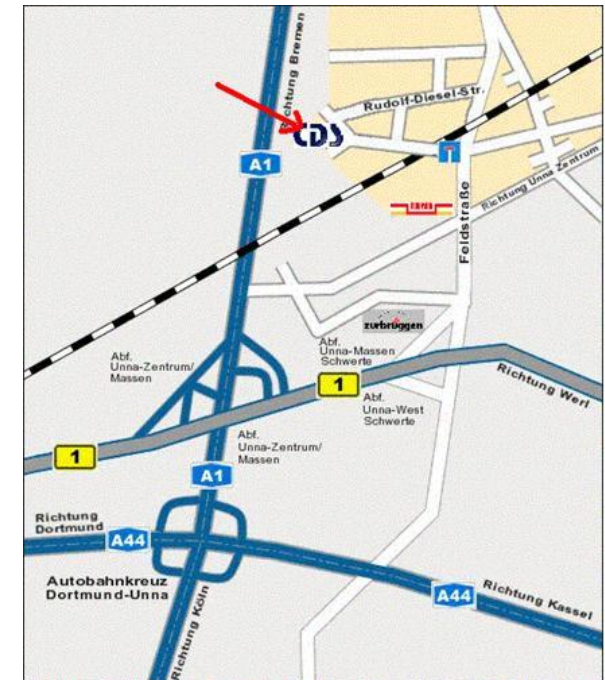 Richtung Bremen
Rudolf-Diesel-Str.
CDS
A1
Richtung Unna Zentrum
Feldstraße
zurbrüggen
Abf.
Unna-Zentrum/
Massen
Abf.
Unna-Massen
Schwerte
1
Richtung Werl
Abf.
Unna-West
Schwerte
Abf.
Unna-Zentrum/
Massen
1
A1
Richtung
Dortmund
A44
Autobahnkreuz
Dortmund-Unna
Richtung Köln
A44
Richtung Kassel